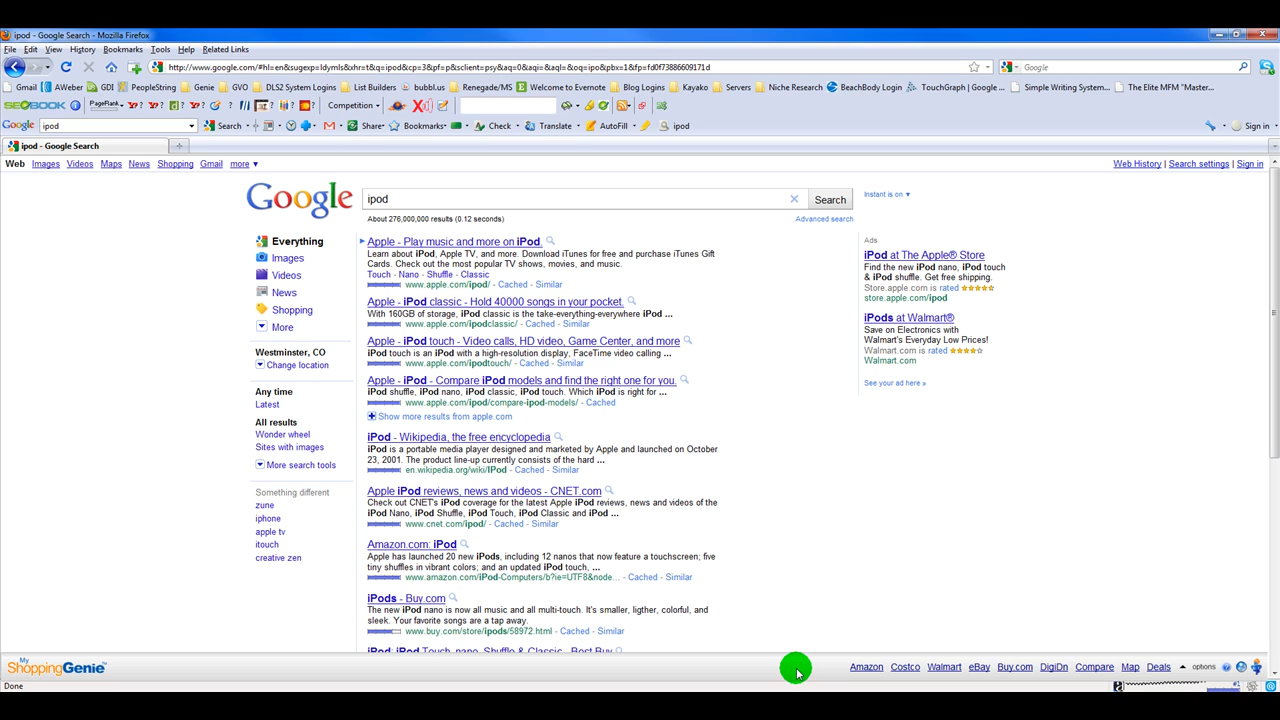 ipod - Google Search - Mozilla Firefox
File Edit View History Bookmarks Tools Help Related Links
http://www.google.com/#hl=en&sugexp=ldymls&xhr=t&q=ipod&cp=3&pf=p&sclient=psy&aq=0&aqi=&aql=&oq=ipo&pbx=1&fp=fd0f73886609171d
Google
Gmail AWeber GDI PeopleString Genie GVO DLS2 System Logins List Builders bubbl.us Renegade/MS Welcome to Evernote Blog Logins Kayako Servers Niche Research BeachBody Login TouchGraph | Google ... Simple Writing System... The Elite MFM "Master...
SEOBOOK PageRank Competition
Google ipod Search Share Bookmarks Check Translate AutoFill ipod Sign in
ipod - Google Search
Web Images Videos Maps News Shopping Gmail more Web History | Search settings | Sign in
Google ipod Search Instant is on
About 276,000,000 results (0.12 seconds) Advanced search
Everything
Images
Videos
News
Shopping
More
Westminster, CO
Change location
Any time
Latest
All results
Wonder wheel
Sites with images
More search tools
Something different
zune
iphone
apple tv
itouch
creative zen
Apple - Play music and more on iPod.
Learn about iPod, Apple TV, and more. Download iTunes for free and purchase iTunes Gift
Cards. Check out the most popular TV shows, movies, and music.
Touch - Nano - Shuffle - Classic
www.apple.com/ipod/ - Cached - Similar
Apple - iPod classic - Hold 40000 songs in your pocket.
With 160GB of storage, iPod classic is the take-everything-everywhere iPod ...
www.apple.com/ipodclassic/ - Cached - Similar
Apple - iPod touch - Video calls, HD video, Game Center, and more
iPod touch is an iPod with a high-resolution display, FaceTime video calling ...
www.apple.com/ipodtouch/ - Cached - Similar
Apple - iPod - Compare iPod models and find the right one for you.
iPod shuffle, iPod nano, iPod classic, iPod touch. Which iPod is right for ...
www.apple.com/ipod/compare-ipod-models/ - Cached
Show more results from apple.com
iPod - Wikipedia, the free encyclopedia
iPod is a portable media player designed and marketed by Apple and launched on October
23, 2001. The product line-up currently consists of the hard ...
en.wikipedia.org/wiki/IPod - Cached - Similar
Apple iPod reviews, news and videos - CNET.com
Check out CNET's iPod coverage for the latest Apple iPod reviews, news and videos of the
iPod Nano, iPod Shuffle, iPod Touch, iPod Classic and iPod ...
www.cnet.com/ipod/ - Cached - Similar
Amazon.com: iPod
Apple has launched 20 new iPods, including 12 nanos that now feature a touchscreen; five
tiny shuffles in vibrant colors; and an updated iPod touch, ...
www.amazon.com/iPod-Computers/b?ie=UTF8&node... - Cached - Similar
iPods - Buy.com
The new iPod nano is now all music and all multi-touch. It's smaller, ligther, colorful, and
sleek. Your favorite songs are a tap away.
www.buy.com/store/ipods/58972.html - Cached - Similar
iPod: iPod Touch, nano, Shuffle & Classic - Best Buy
Ads
iPod at The Apple® Store
Find the new iPod nano, iPod touch
& iPod shuffle. Get free shipping.
Store.apple.com is rated
store.apple.com/ipod
iPods at Walmart®
Save on Electronics with
Walmart's Everyday Low Prices!
Walmart.com is rated
Walmart.com
See your ad here »
My ShoppingGenie Amazon Costco Walmart eBay Buy.com DigiDn Compare Map Deals options
Done #1